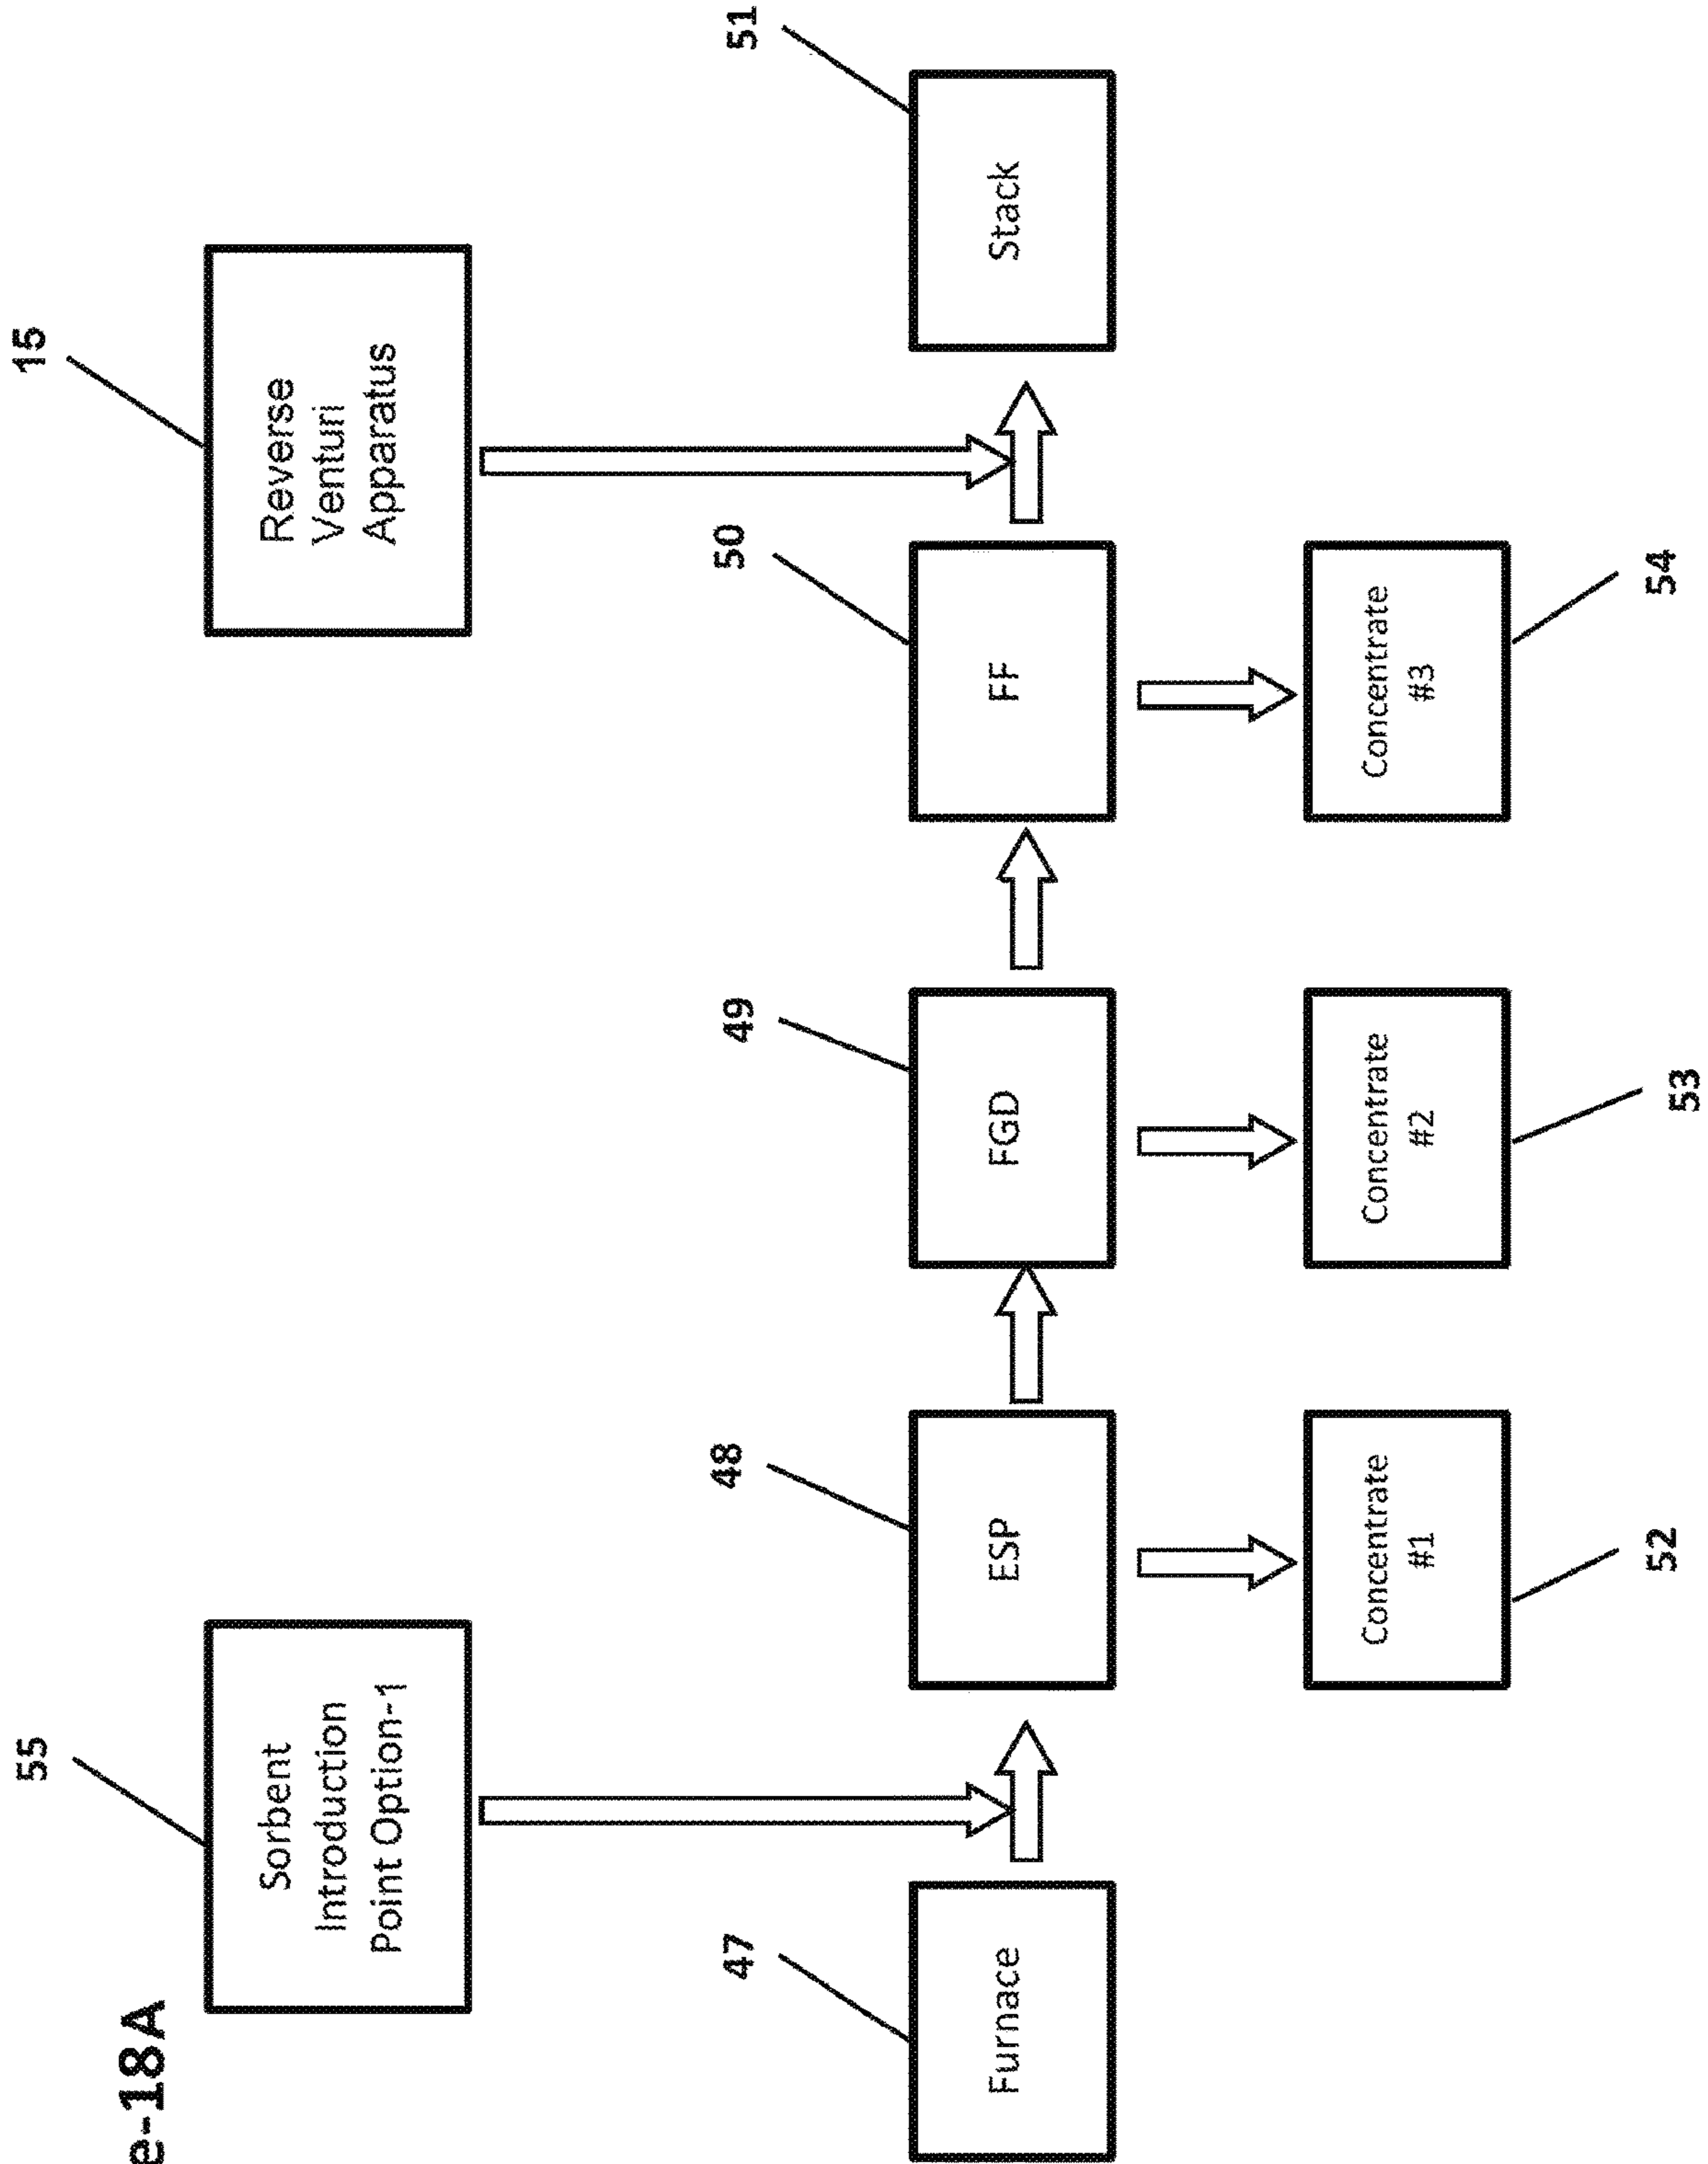 e-18A
55
Sorbent
Introduction
Point Option-1
15
Reverse
Venturi
Apparatus
47
Furnace
48
ESP
49
FGD
50
FF
51
Stack
Concentrate
#1
52
Concentrate
#2
53
Concentrate
#3
54